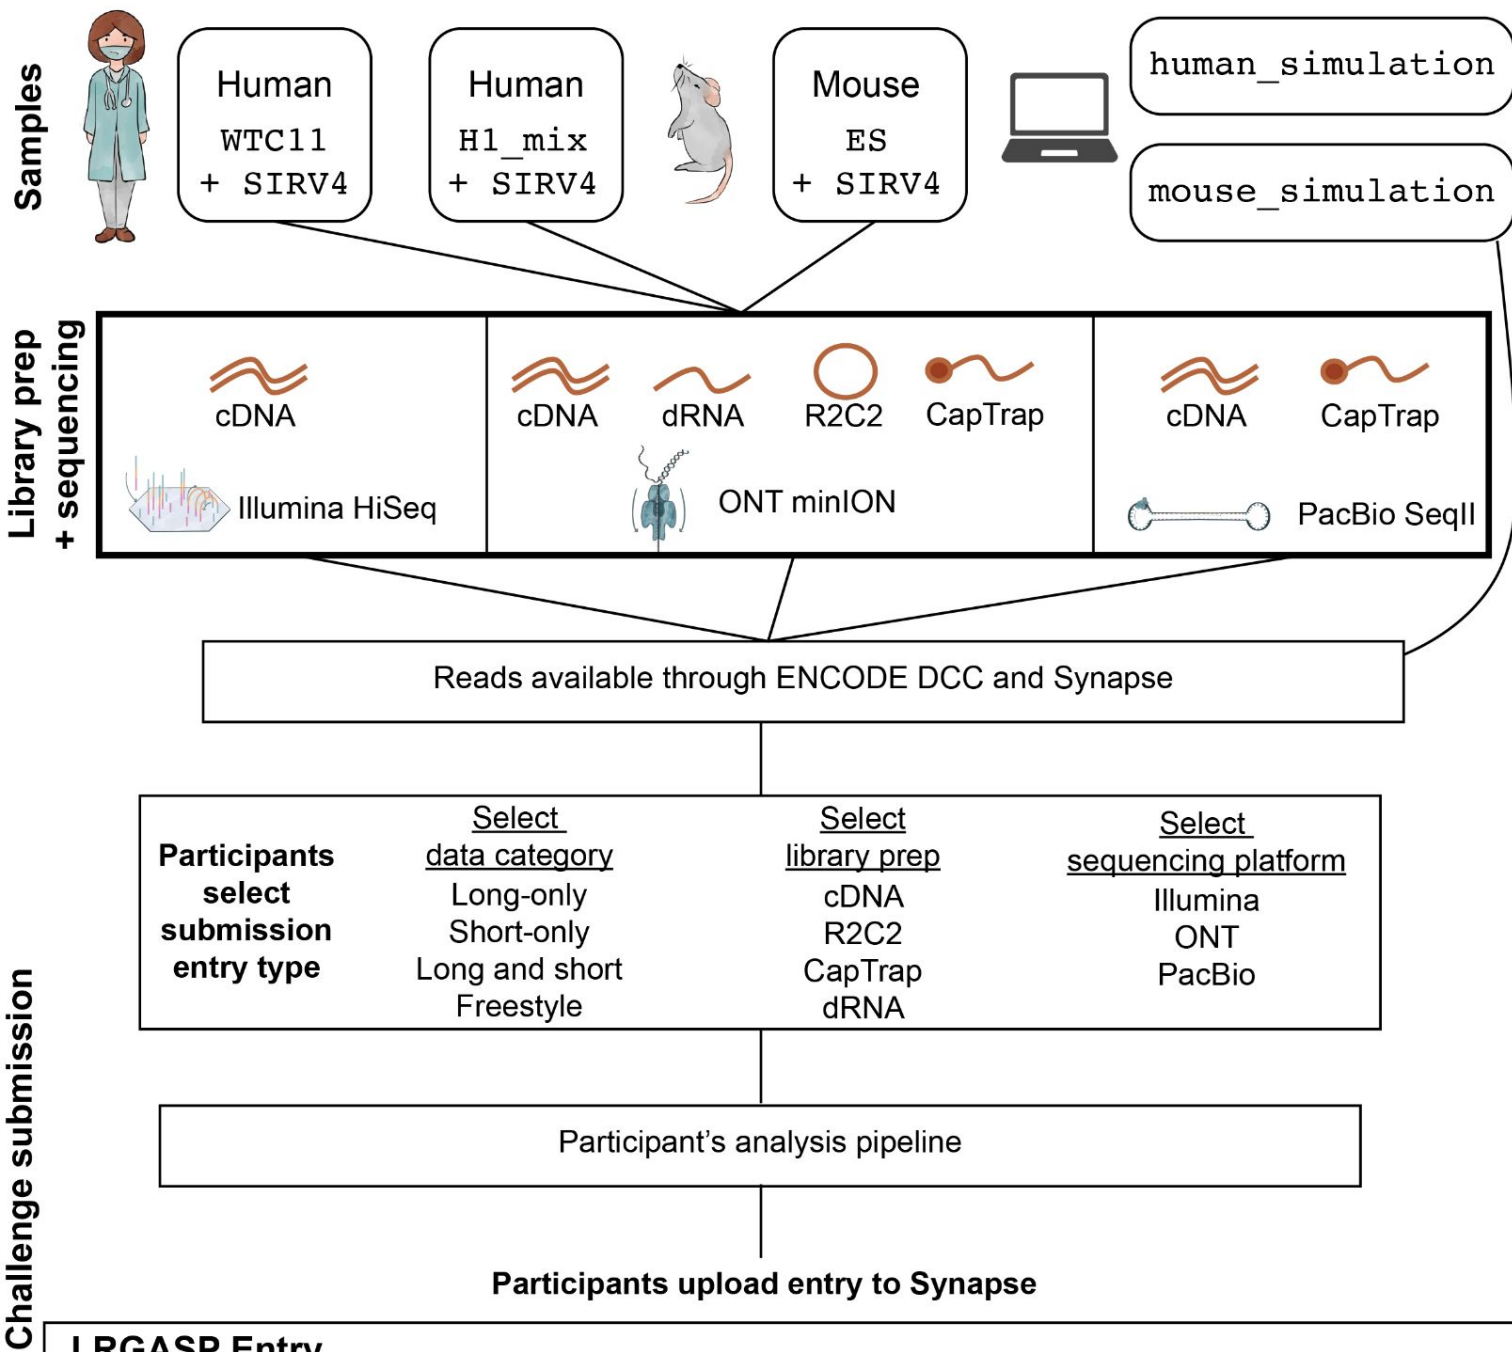 Samples
Human
WTC11
+ SIRV4
Human
H1_mix
+ SIRV4
Mouse
ES
+ SIRV4
human_simulation
mouse_simulation
Library prep
+ sequencing
cDNA
Illumina HiSeq
cDNA dRNA R2C2 CapTrap
ONT minION
cDNA CapTrap
PacBio SeqII
Reads available through ENCODE DCC and Synapse
Challenge submission
Participants
select
submission
entry type
Select
data category
Long-only
Short-only
Long and short
Freestyle
Select
library prep
cDNA
R2C2
CapTrap
dRNA
Select
sequencing platform
Illumina
ONT
PacBio
Participant's analysis pipeline
Participants upload entry to Synapse
LRGASP Entry